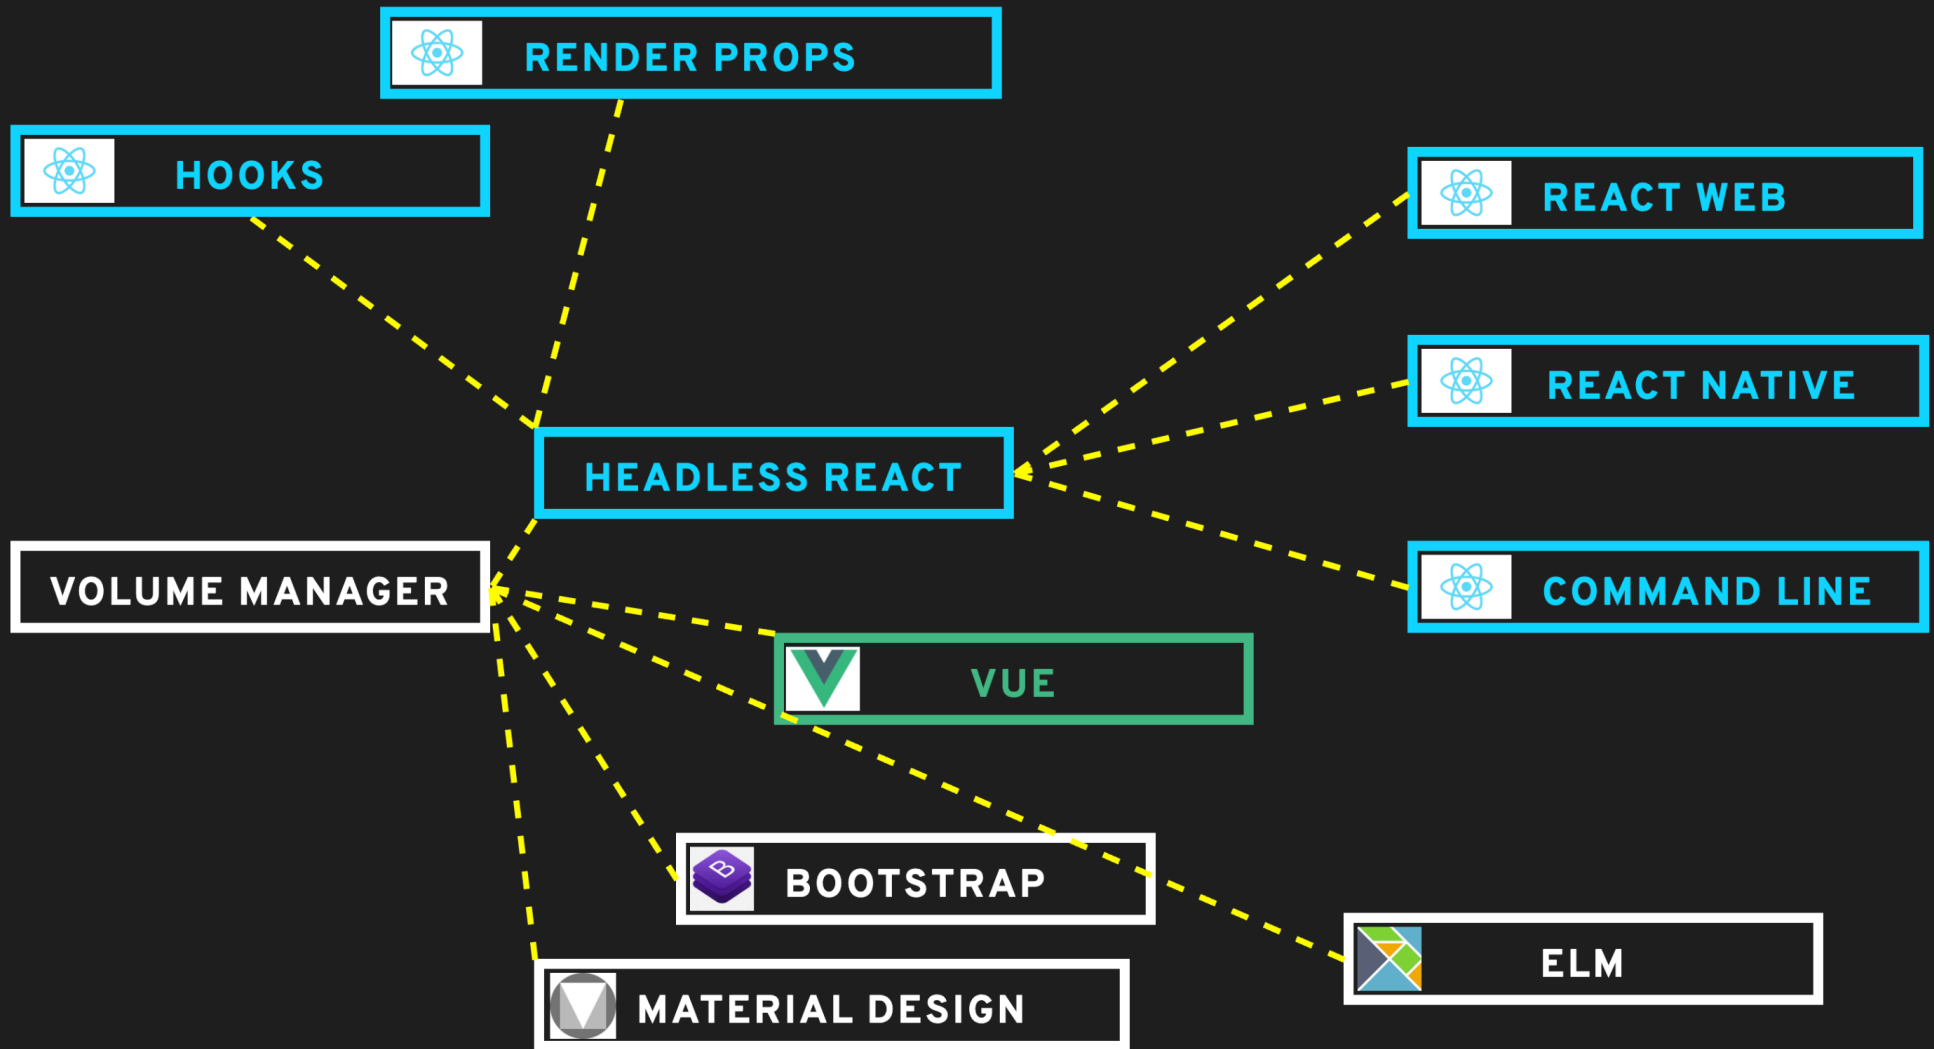 RENDER PROPS
HOOKS
REACT WEB
REACT NATIVE
HEADLESS REACT
VOLUME MANAGER
COMMAND LINE
VUE
B
BOOTSTRAP
ELM
MATERIAL DESIGN